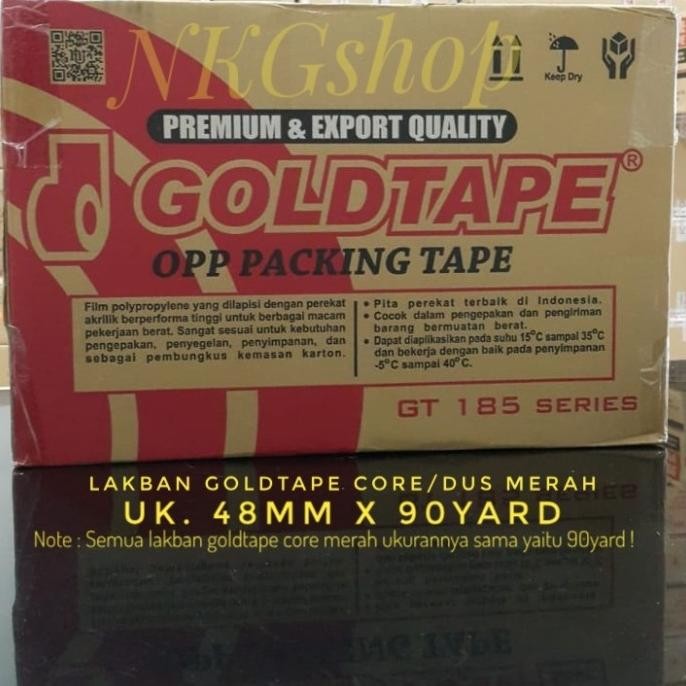 NKGshop
Keep Dry
PREMIUM & EXPORT QUALITY
GOLDTAPE®
OPP PACKING TAPE
Film polypropylene yang dilapisi dengan perekat
akrilik berperforma tinggi untuk berbagai macam
pekerjaan berat. Sangat sesuai untuk kebutuhan
pengepakan, penyegelan, penyimpanan, dan
sebagai pembungkus kemasan karton.
• Pita perekat terbaik di Indonesia.
• Cocok dalam pengepakan dan pengiriman
barang bermuatan berat.
• Dapat diaplikasikan pada suhu 15°C sampai 35°C
dan bekerja dengan baik pada penyimpanan
-5°C sampai 40°C.
GT 185 SERIES
LAKBAN GOLDTAPE CORE/DUS MERAH
UK. 48MM X 90YARD
Note : Semua lakban goldtape core merah ukurannya sama yaitu 90yard !